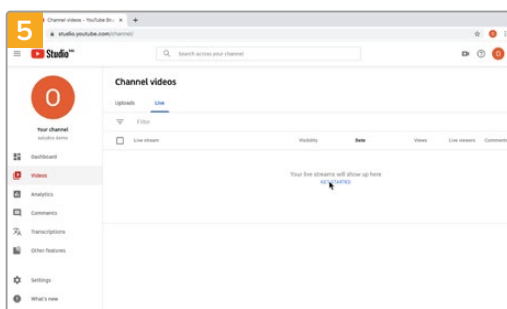 5
Channel videos - YouTube Stu
studio.youtube.com/channel/
Studio
Search across your channel
O
Channel videos
Uploads
Live
Filter
Live stream
Visibility
Date
Views
Live viewers
Comments
Your live streams will show up here
GET STARTED
O
Your channel
Dashboard
Videos
Analytics
Comments
Transcriptions
Other features
Settings
What's new